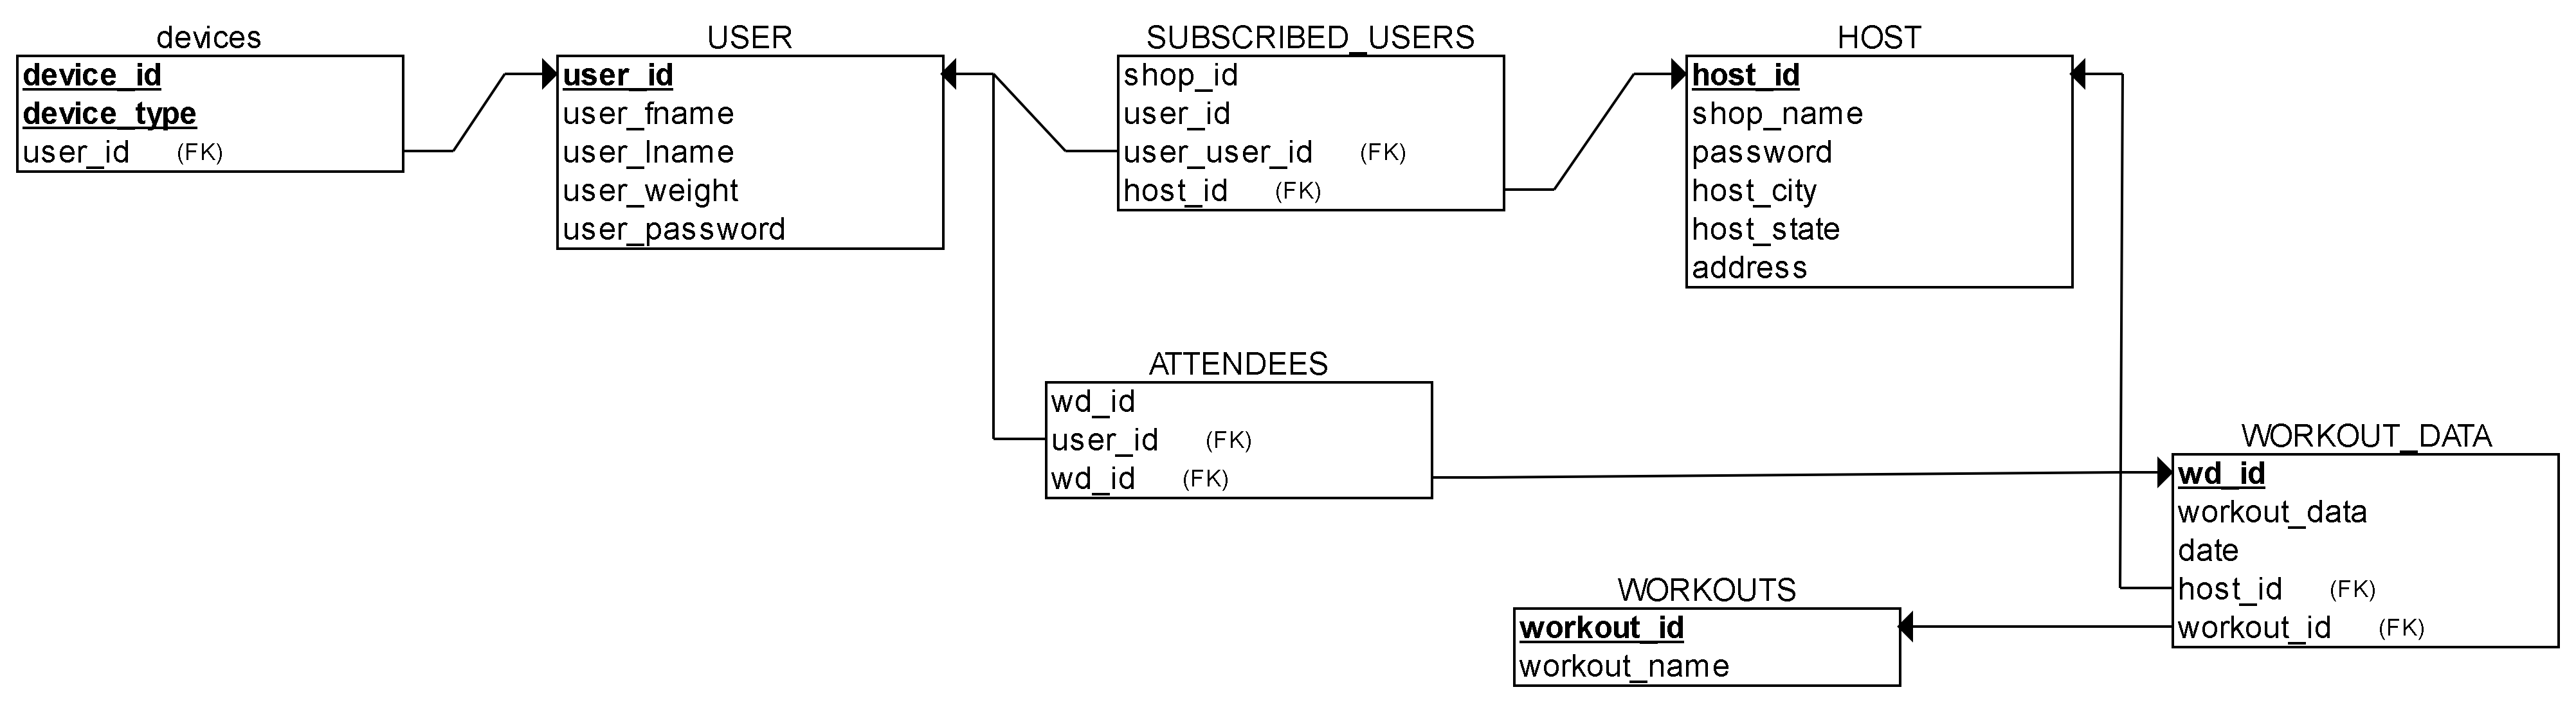 devices
device_id
device_type
user_id (FK)
USER
user_id
user_fname
user_lname
user_weight
user_password
SUBSCRIBED_USERS
shop_id
user_id
user_user_id (FK)
host_id (FK)
HOST
host_id
shop_name
password
host_city
host_state
address
ATTENDEES
wd_id
user_id (FK)
wd_id (FK)
WORKOUT_DATA
wd_id
workout_data
date
host_id (FK)
workout_id (FK)
WORKOUTS
workout_id
workout_name